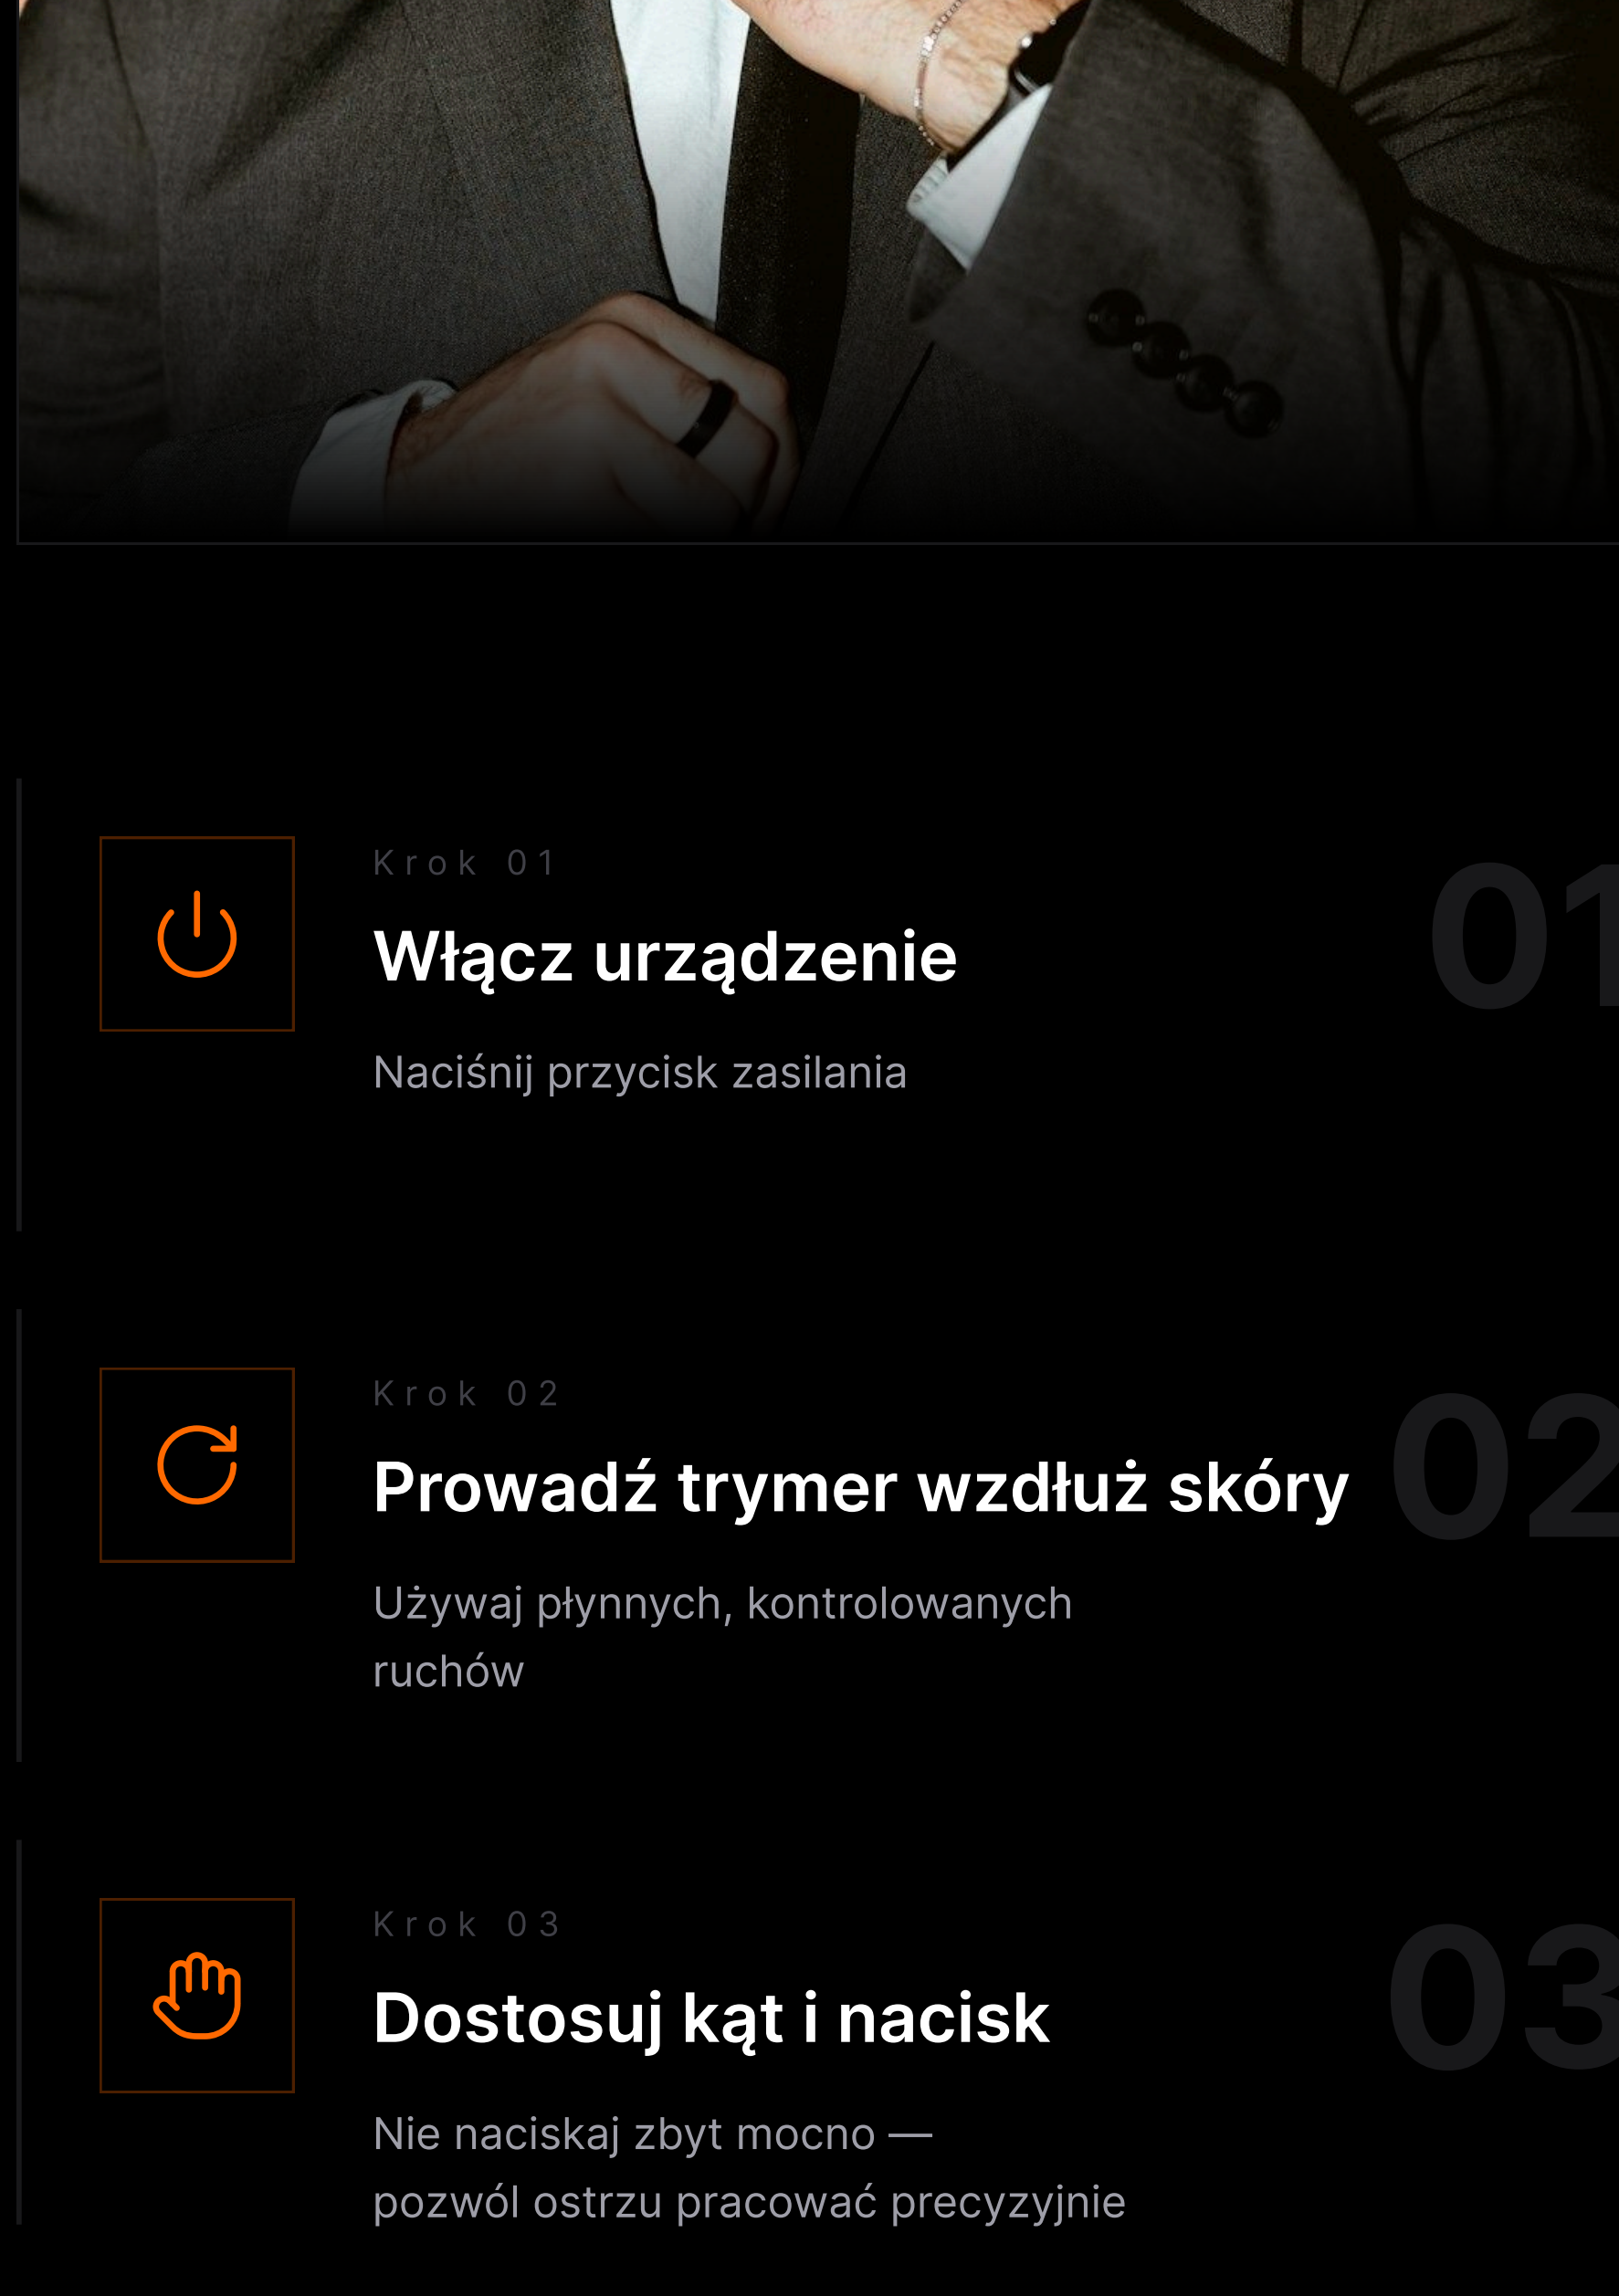 Krok 01
Włącz urządzenie
01
Naciśnij przycisk zasilania
Krok 02
Prowadź trymer wzdłuż skóry
02
Używaj płynnych, kontrolowanych
ruchów
Krok 03
Dostosuj kąt i nacisk
03
Nie naciskaj zbyt mocno —
pozwól ostrzu pracować precyzyjnie